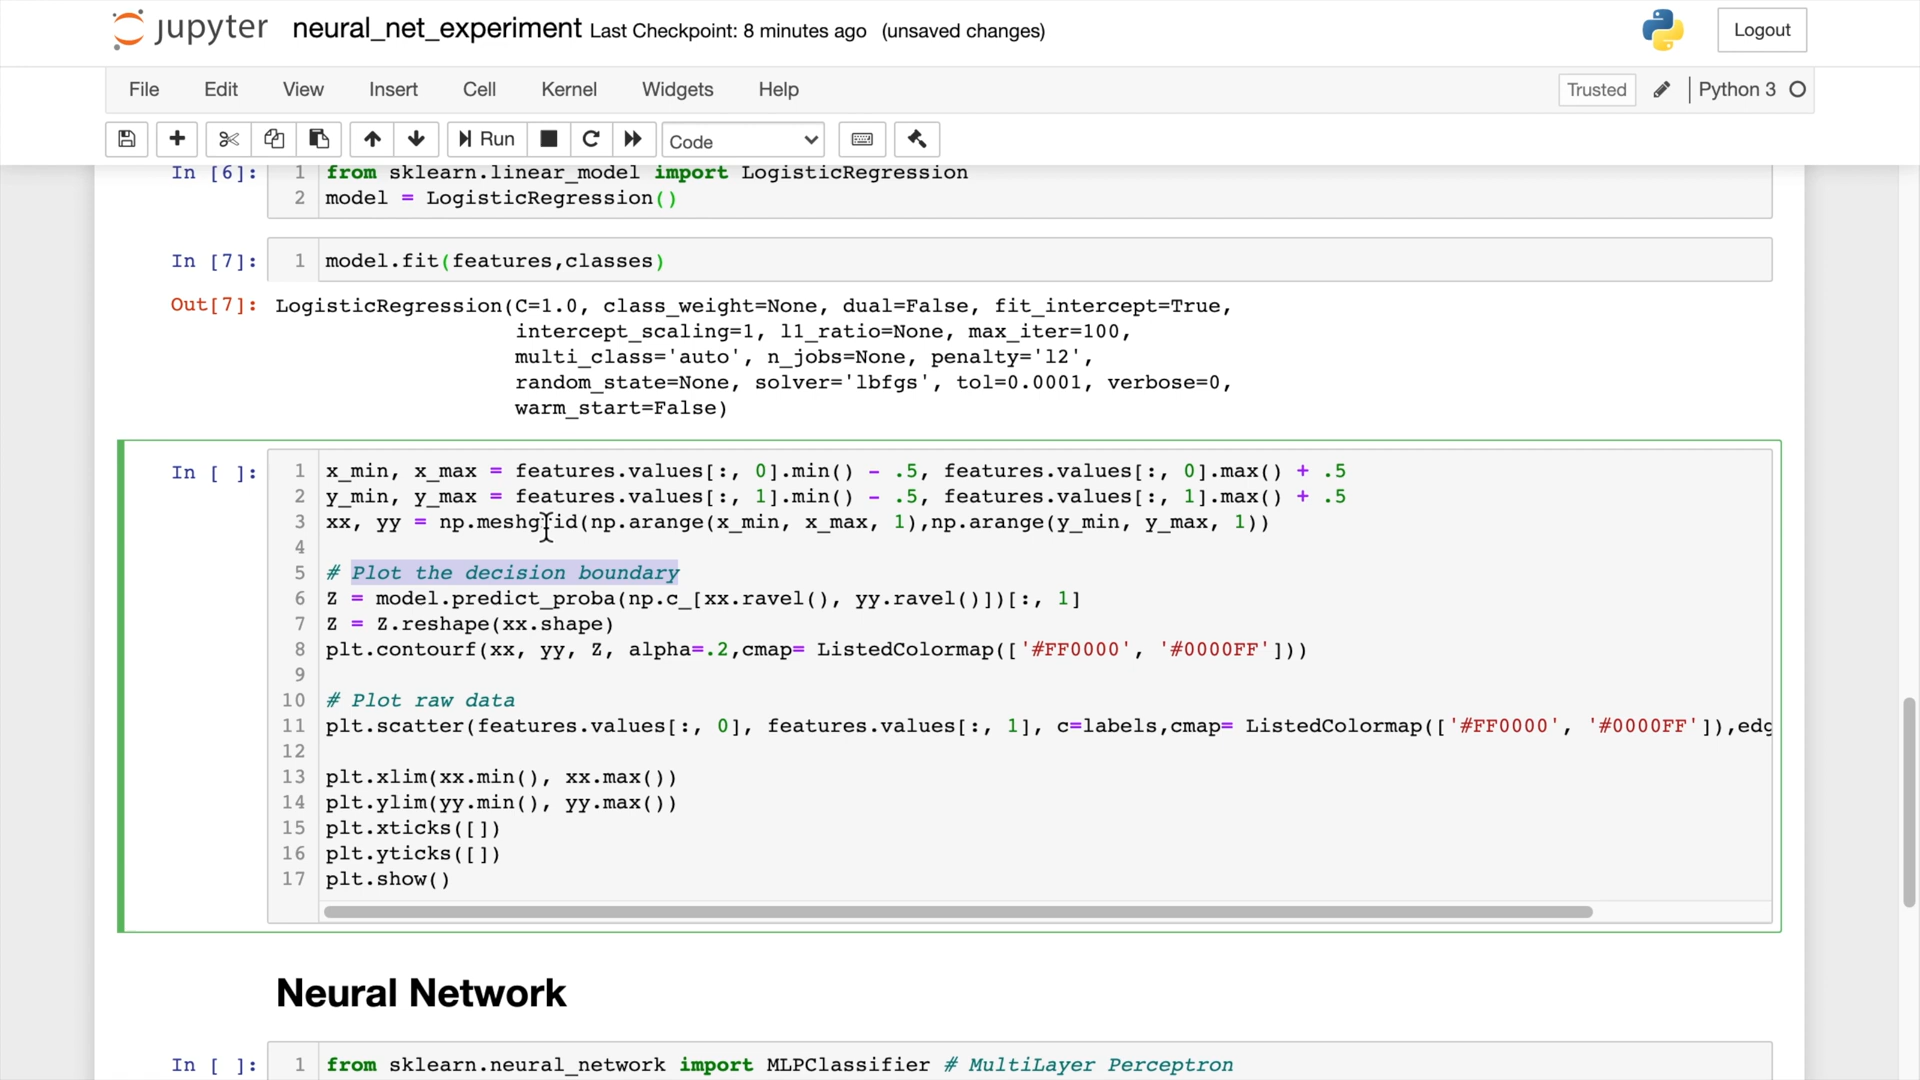 jupyter neural_net_experiment Last Checkpoint: 8 minutes ago (unsaved changes) Logout
File Edit View Insert Cell Kernel Widgets Help Trusted Python 3
Run Code
In [6]: 1 from sklearn.linear_model import LogisticRegression
2 model = LogisticRegression()
In [7]: 1 model.fit(features,classes)
Out[7]: LogisticRegression(C=1.0, class_weight=None, dual=False, fit_intercept=True,
intercept_scaling=1, l1_ratio=None, max_iter=100,
multi_class='auto', n_jobs=None, penalty='l2',
random_state=None, solver='lbfgs', tol=0.0001, verbose=0,
warm_start=False)
In [ ]: 1 x_min, x_max = features.values[:, 0].min() - .5, features.values[:, 0].max() + .5
2 y_min, y_max = features.values[:, 1].min() - .5, features.values[:, 1].max() + .5
3 xx, yy = np.meshgrid(np.arange(x_min, x_max, 1),np.arange(y_min, y_max, 1))
4
5 # Plot the decision boundary
6 Z = model.predict_proba(np.c_[xx.ravel(), yy.ravel()])[:, 1]
7 Z = Z.reshape(xx.shape)
8 plt.contourf(xx, yy, Z, alpha=.2,cmap= ListedColormap(['#FF0000', '#0000FF']))
9
10 # Plot raw data
11 plt.scatter(features.values[:, 0], features.values[:, 1], c=labels,cmap= ListedColormap(['#FF0000', '#0000FF']),edg
12
13 plt.xlim(xx.min(), xx.max())
14 plt.ylim(yy.min(), yy.max())
15 plt.xticks([])
16 plt.yticks([])
17 plt.show()
Neural Network
In [ ]: 1 from sklearn.neural_network import MLPClassifier # MultiLayer Perceptron